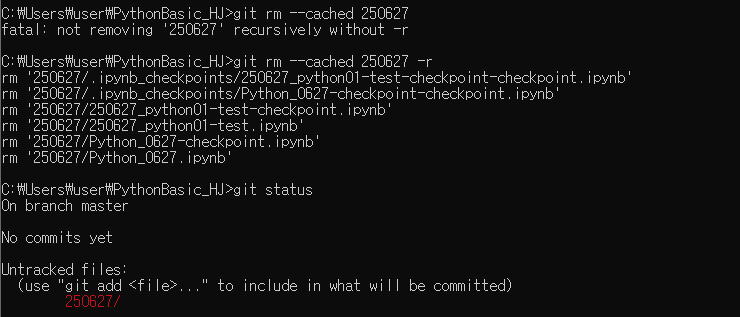 C:₩Users₩user₩PythonBasic_HJ>git rm --cached 250627
fatal: not removing '250627' recursively without -r
C:₩Users₩user₩PythonBasic_HJ>git rm --cached 250627 -r
rm '250627/.ipynb_checkpoints/250627_python01-test-checkpoint-checkpoint.ipynb'
rm '250627/.ipynb_checkpoints/Python_0627-checkpoint-checkpoint.ipynb'
rm '250627/250627_python01-test-checkpoint.ipynb'
rm '250627/250627_python01-test.ipynb'
rm '250627/Python_0627-checkpoint.ipynb'
rm '250627/Python_0627.ipynb'
C:₩Users₩user₩PythonBasic_HJ>git status
On branch master
No commits yet
Untracked files:
(use "git add <file>..." to include in what will be committed)
250627/